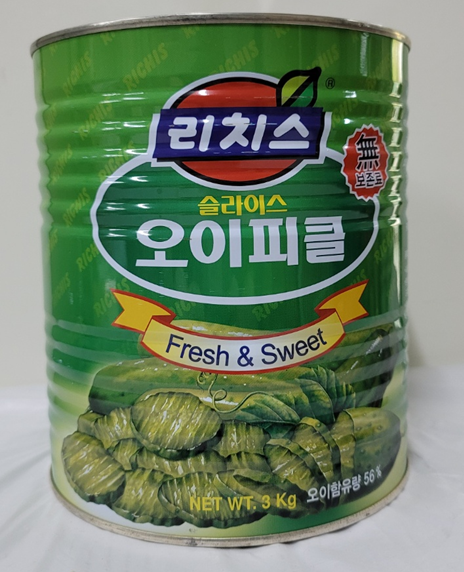 RICHIS
리치스®
無
보존료
슬라이스
오이피클
Fresh & Sweet
NET WT. 3 Kg
오이함유량 56%